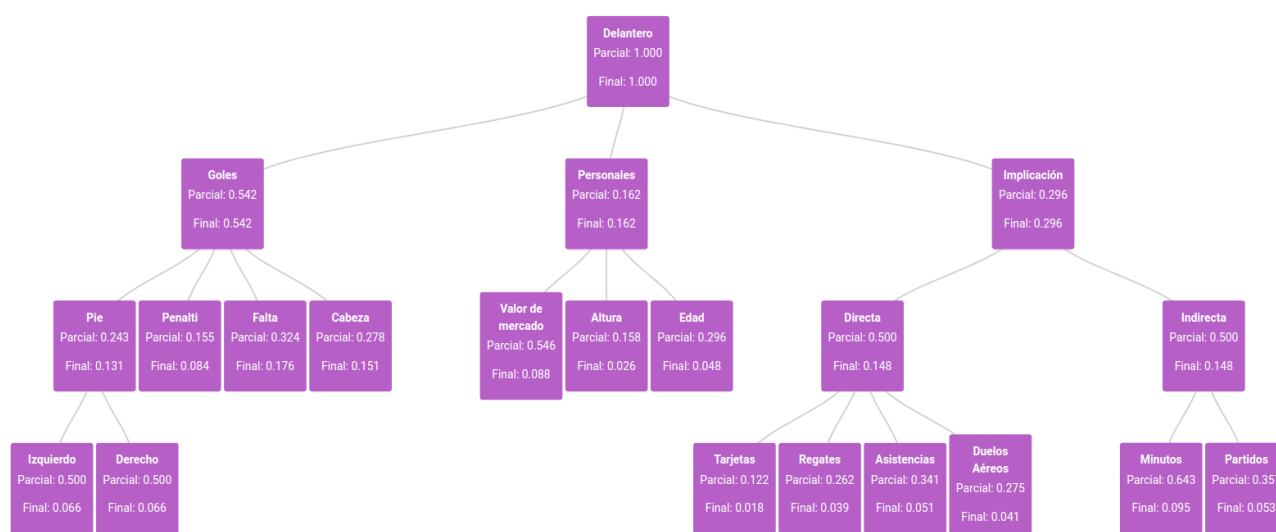 Delantero
Parcial: 1.000
Final: 1.000
Goles
Parcial: 0.542
Final: 0.542
Personales
Parcial: 0.162
Final: 0.162
Implicación
Parcial: 0.296
Final: 0.296
Pie
Parcial: 0.243
Final: 0.131
Penalti
Parcial: 0.155
Final: 0.084
Falta
Parcial: 0.324
Final: 0.176
Cabeza
Parcial: 0.278
Final: 0.151
Valor de
mercado
Parcial: 0.546
Final: 0.088
Altura
Parcial: 0.158
Final: 0.026
Edad
Parcial: 0.296
Final: 0.048
Directa
Parcial: 0.500
Final: 0.148
Indirecta
Parcial: 0.500
Final: 0.148
Izquierdo
Parcial: 0.500
Final: 0.066
Derecho
Parcial: 0.500
Final: 0.066
Tarjetas
Parcial: 0.122
Final: 0.018
Regates
Parcial: 0.262
Final: 0.039
Asistencias
Parcial: 0.341
Final: 0.051
Duelos
Aéreos
Parcial: 0.275
Final: 0.041
Minutos
Parcial: 0.643
Final: 0.095
Partidos
Parcial: 0.357
Final: 0.053